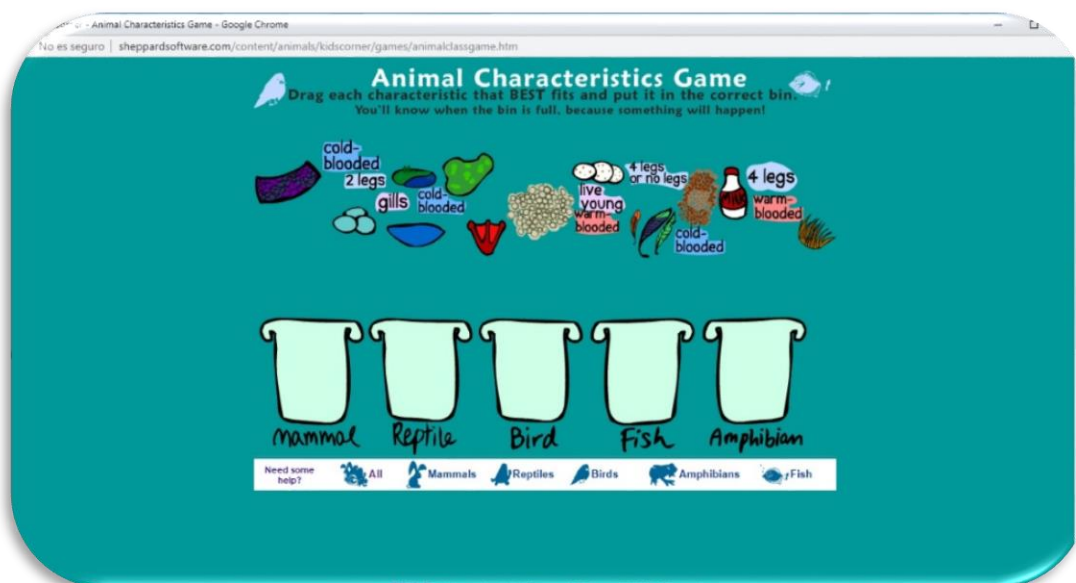 - Animal Characteristics Game - Google Chrome
No es seguro | sheppardsoftware.com/content/animals/kidscorner/games/animalclassgame.htm
Animal Characteristics Game
Drag each characteristic that BEST fits and put it in the correct bin.
You'll know when the bin is full, because something will happen!
cold-
blooded
2 legs
gills
cold-
blooded
live
young
warm-
blooded
4 legs
or no legs
cold-
blooded
4 legs
warm-
blooded
Mammal Reptile Bird Fish Amphibian
Need some
help?
All Mammals Reptiles Birds Amphibians Fish